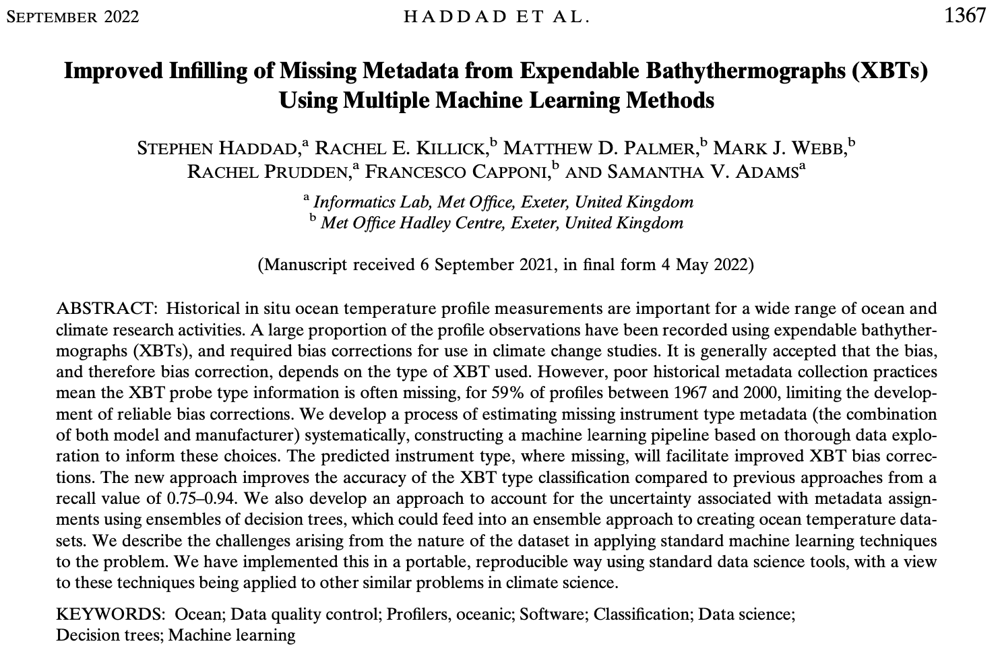 SEPTEMBER 2022 HADDAD ET AL. 1367
Improved Infilling of Missing Metadata from Expendable Bathythermographs (XBTs)
Using Multiple Machine Learning Methods
STEPHEN HADDAD,a RACHEL E. KILLICK,b MATTHEW D. PALMER,b MARK J. WEBB,b
RACHEL PRUDDEN,a FRANCESCO CAPPONI,b AND SAMANTHA V. ADAMSa
a Informatics Lab, Met Office, Exeter, United Kingdom
b Met Office Hadley Centre, Exeter, United Kingdom
(Manuscript received 6 September 2021, in final form 4 May 2022)
ABSTRACT: Historical in situ ocean temperature profile measurements are important for a wide range of ocean and
climate research activities. A large proportion of the profile observations have been recorded using expendable bathyther-
mographs (XBTs), and required bias corrections for use in climate change studies. It is generally accepted that the bias,
and therefore bias correction, depends on the type of XBT used. However, poor historical metadata collection practices
mean the XBT probe type information is often missing, for 59% of profiles between 1967 and 2000, limiting the develop-
ment of reliable bias corrections. We develop a process of estimating missing instrument type metadata (the combination
of both model and manufacturer) systematically, constructing a machine learning pipeline based on thorough data explo-
ration to inform these choices. The predicted instrument type, where missing, will facilitate improved XBT bias correc-
tions. The new approach improves the accuracy of the XBT type classification compared to previous approaches from a
recall value of 0.75–0.94. We also develop an approach to account for the uncertainty associated with metadata assign-
ments using ensembles of decision trees, which could feed into an ensemble approach to creating ocean temperature data-
sets. We describe the challenges arising from the nature of the dataset in applying standard machine learning techniques
to the problem. We have implemented this in a portable, reproducible way using standard data science tools, with a view
to these techniques being applied to other similar problems in climate science.
KEYWORDS: Ocean; Data quality control; Profilers, oceanic; Software; Classification; Data science;
Decision trees; Machine learning